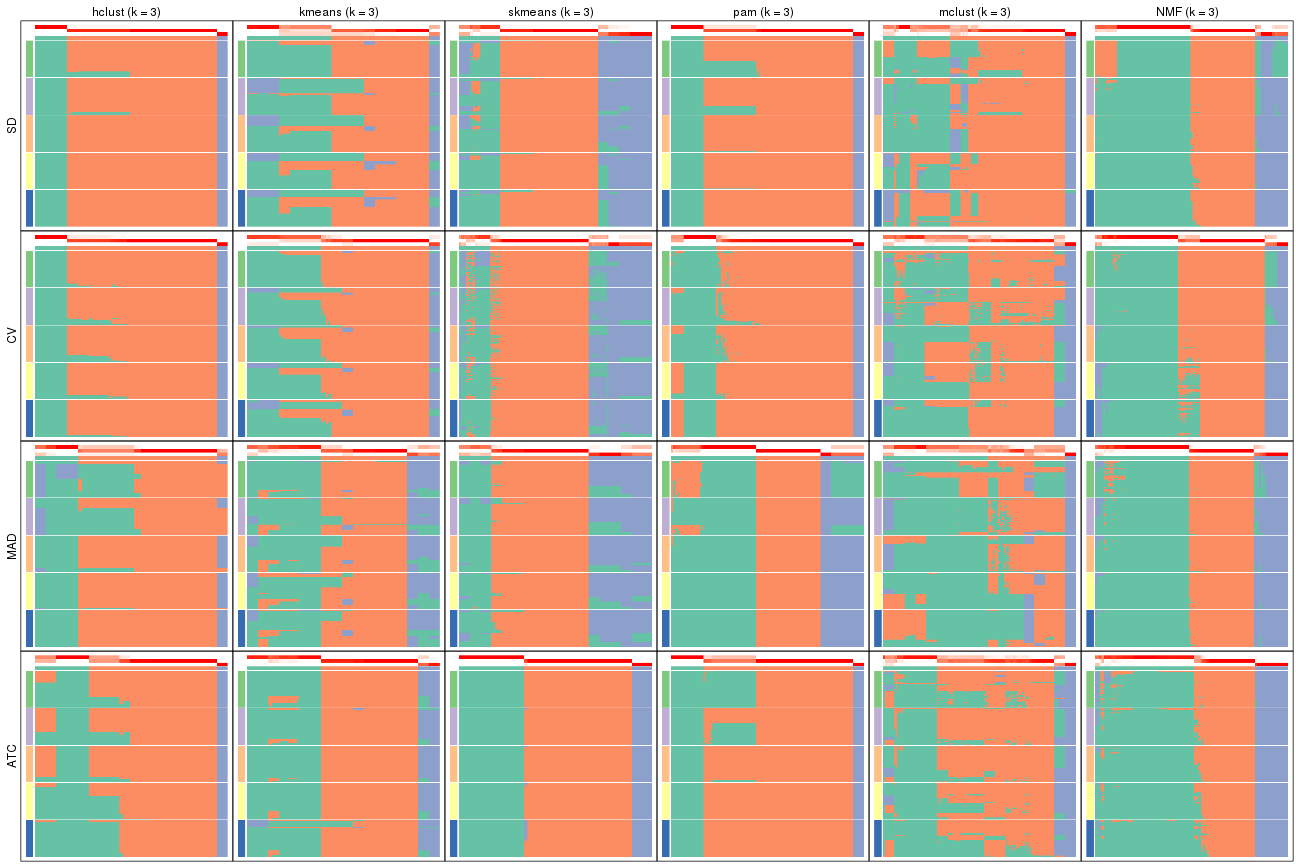 hclust (k = 3) kmeans (k = 3) skmeans (k = 3) pam (k = 3) mclust (k = 3) NMF (k = 3)
SD
CV
MAD
ATC